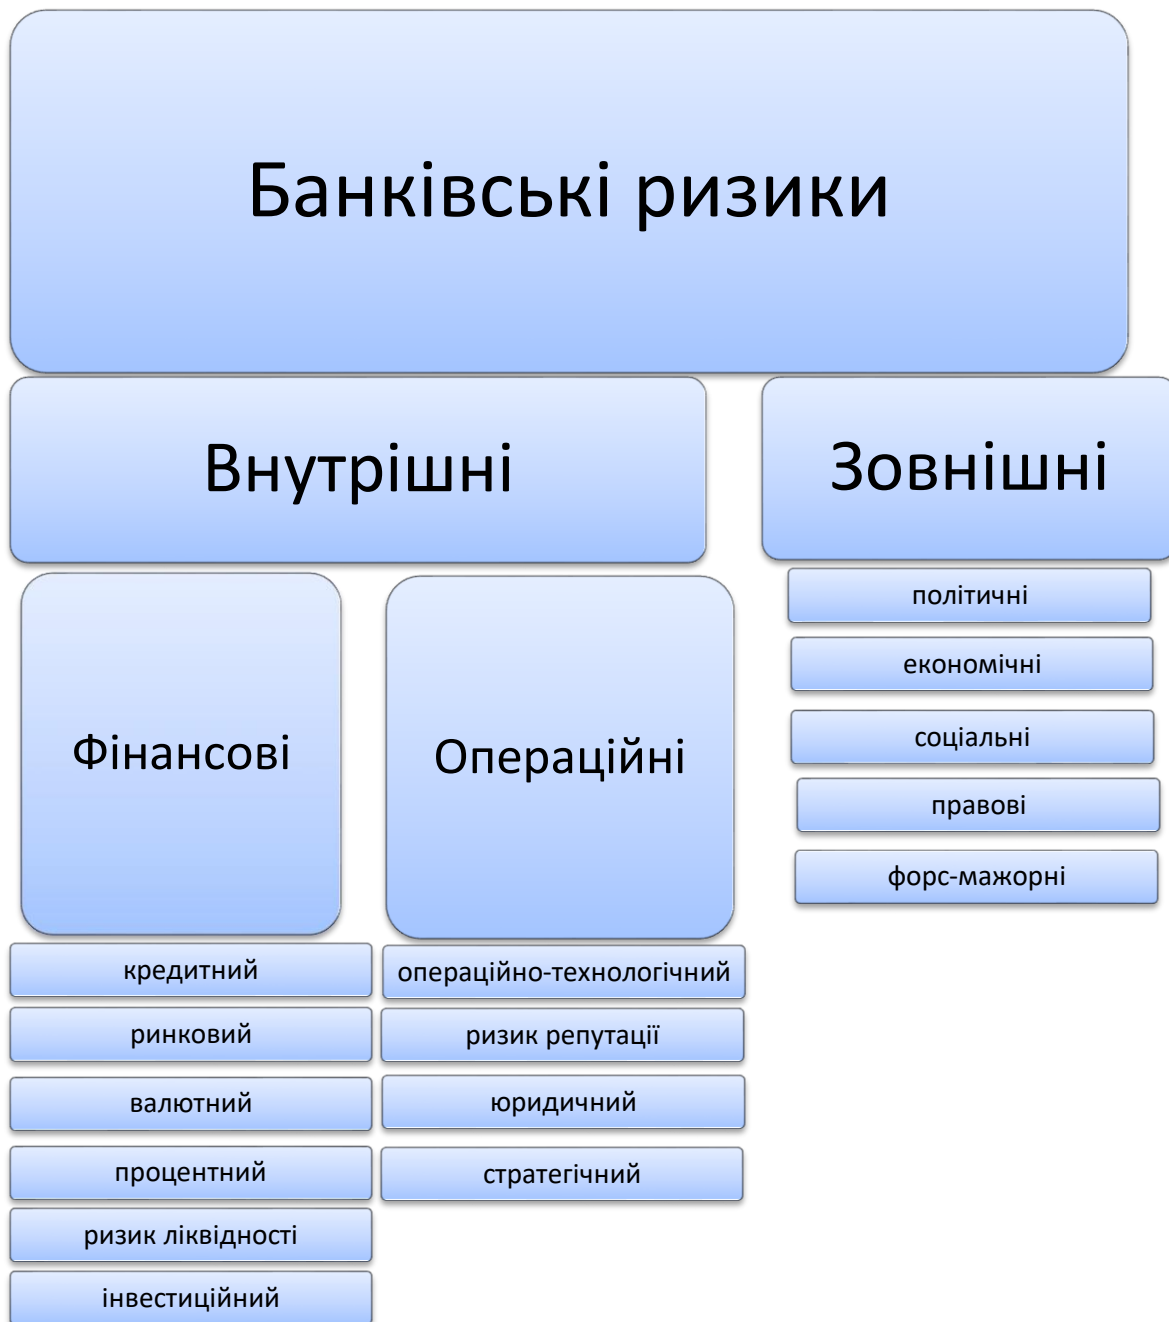 Банківські ризики
Внутрішні
Зовнішні
Фінансові
Операційні
політичні
економічні
соціальні
правові
форс-мажорні
кредитний
ринковий
валютний
процентний
ризик ліквідності
інвестиційний
операційно-технологічний
ризик репутації
юридичний
стратегічний